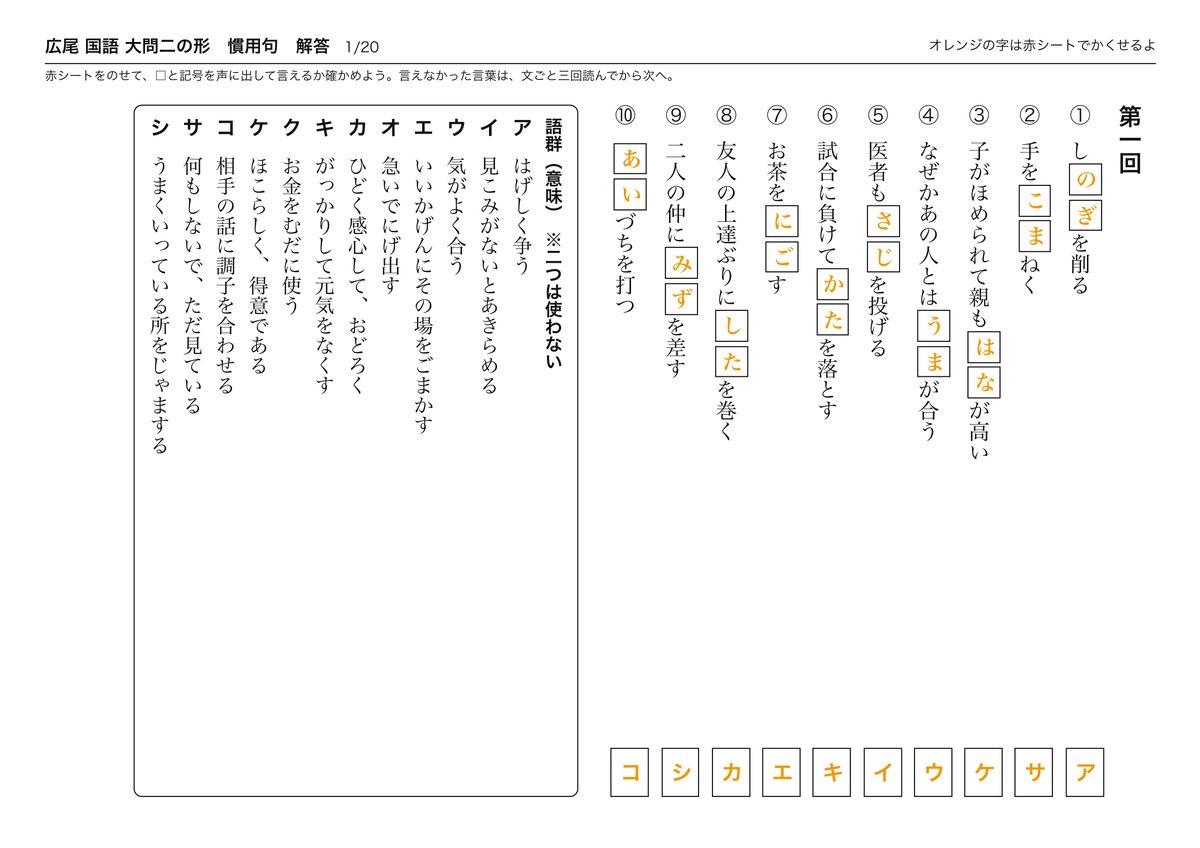 広尾 国語 大問二の形　慣用句　解答　1/20
オレンジの字は赤シートでかくせるよ
赤シートをのせて、□と記号を声に出して言えるか確かめよう。言えなかった言葉は、文ごと三回読んでから次へ。
第一回
① しのぎを削る　ア
② 手をこまねく　サ
③ 子がほめられて親もはなが高い　ケ
④ なぜかあの人とはうまが合う　ウ
⑤ 医者もさじを投げる　イ
⑥ 試合に負けてかたを落とす　キ
⑦ お茶をにごす　エ
⑧ 友人の上達ぶりにしたを巻く　カ
⑨ 二人の仲にみずを差す　シ
⑩ あいづちを打つ　コ
語群（意味）　※二つは使わない
ア　はげしく争う
イ　見こみがないとあきらめる
ウ　気がよく合う
エ　いいかげんにその場をごまかす
オ　急いでにげ出す
カ　ひどく感心して、おどろく
キ　がっかりして元気をなくす
ク　お金をむだに使う
ケ　ほこらしく、得意である
コ　相手の話に調子を合わせる
サ　何もしないで、ただ見ている
シ　うまくいっている所をじゃまする